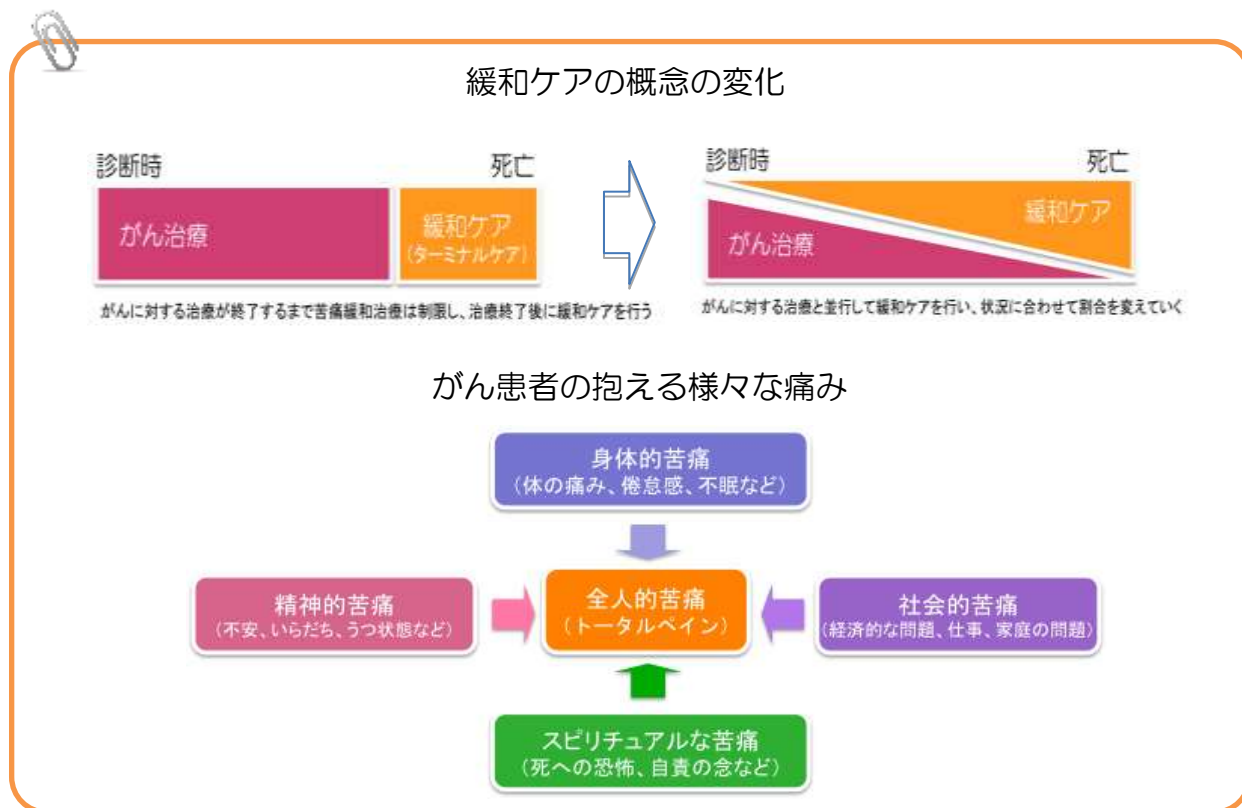 緩和ケアの概念の変化
診断時
死亡
がん治療
緩和ケア
(ターミナルケア)
がんに対する治療が終了するまで苦痛緩和治療は制限し、治療終了後に緩和ケアを行う
診断時
死亡
緩和ケア
がん治療
がんに対する治療と並行して緩和ケアを行い、状況に合わせて割合を変えていく
がん患者の抱える様々な痛み
身体的苦痛
(体の痛み、倦怠感、不眠など)
精神的苦痛
(不安、いらだち、うつ状態など)
全人的苦痛
(トータルペイン)
社会的苦痛
(経済的な問題、仕事、家庭の問題)
スピリチュアルな苦痛
(死への恐怖、自責の念など)